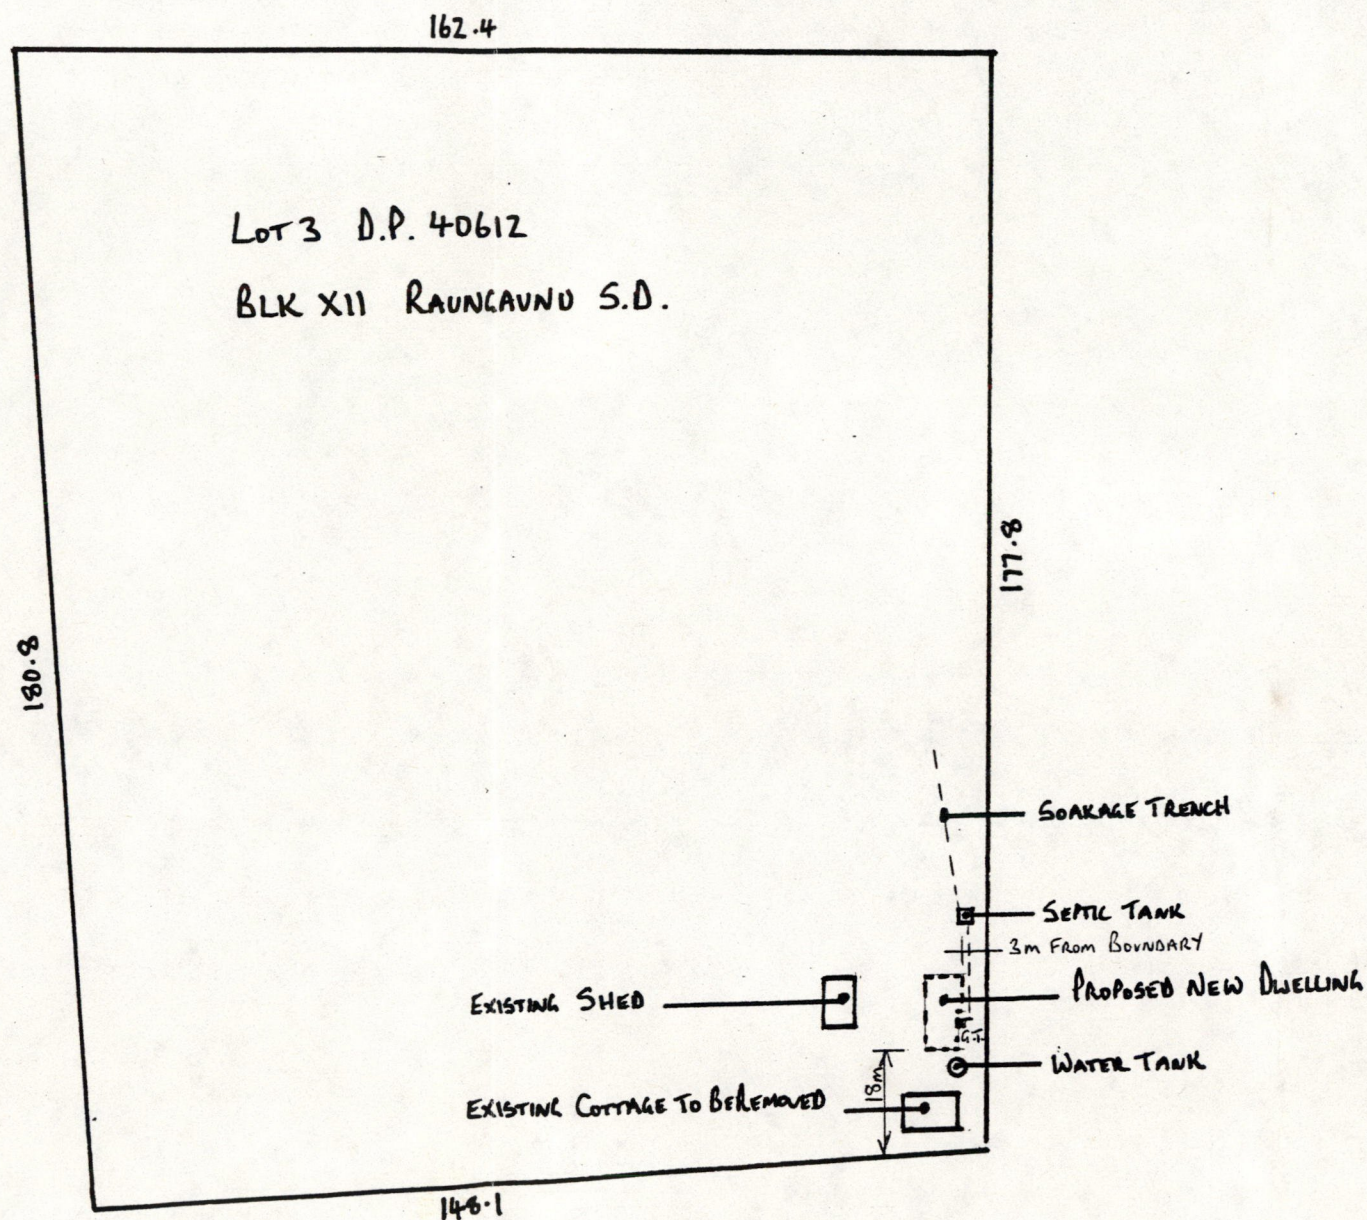 162.4
LOT 3 D.P. 40612
BLK XII RAUNGAUNU S.D.
177.8
180.8
SOAKAGE TRENCH
SEPTIC TANK
3m FROM BOUNDARY
PROPOSED NEW DWELLING
EXISTING SHED
G.T.
WATER TANK
18m
EXISTING COTTAGE TO BE REMOVED
148.1